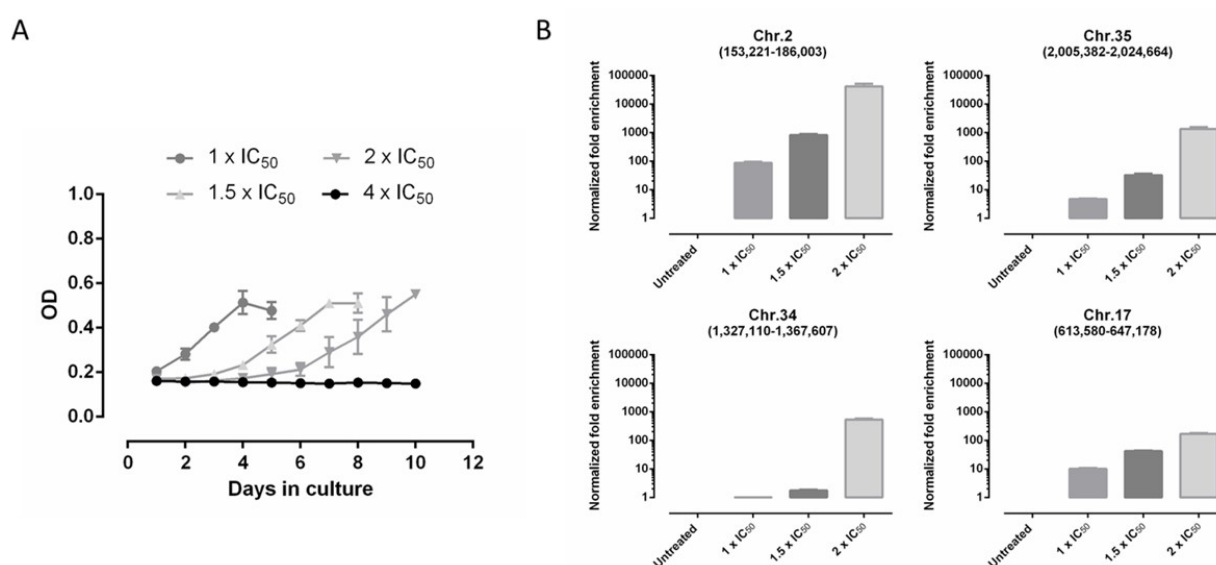 A
1 x IC50
2 x IC50
1.5 x IC50
4 x IC50
OD
1.0
0.8
0.6
0.4
0.2
0.0
0 2 4 6 8 10 12
Days in culture
B
Chr.2
(153,221-186,003)
Normalized fold enrichment
100000
10000
1000
100
10
1
Untreated
1 x IC50
1.5 x IC50
2 x IC50
Chr.35
(2,005,382-2,024,664)
Normalized fold enrichment
100000
10000
1000
100
10
1
Untreated
1 x IC50
1.5 x IC50
2 x IC50
Chr.34
(1,327,110-1,367,607)
Normalized fold enrichment
100000
10000
1000
100
10
1
Untreated
1 x IC50
1.5 x IC50
2 x IC50
Chr.17
(613,580-647,178)
Normalized fold enrichment
100000
10000
1000
100
10
1
Untreated
1 x IC50
1.5 x IC50
2 x IC50